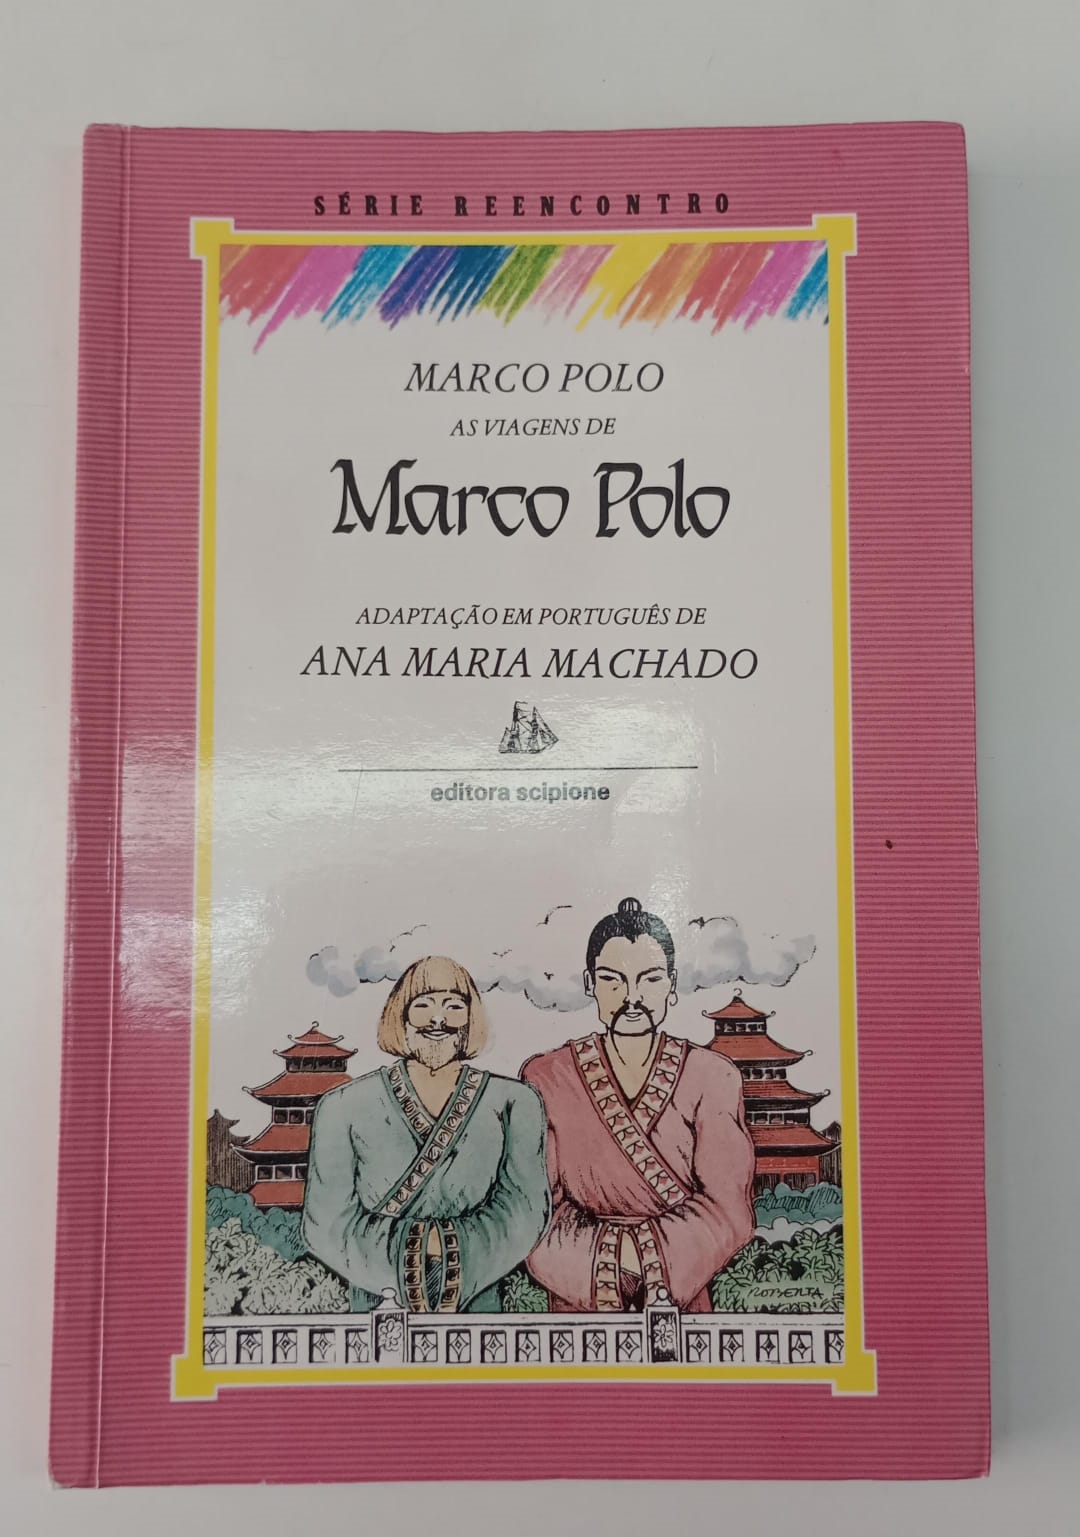 SÉRIE REENCONTRO
MARCO POLO
AS VIAGENS DE
Marco Polo
ADAPTAÇÃO EM PORTUGUÊS DE
ANA MARIA MACHADO
editora scipione
ROBERTA